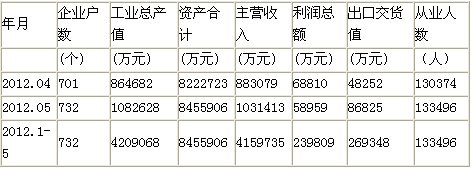 年月 企业户数 工业总产值 资产合计 主营收入 利润总额 出口交货值 从业人数
(个) (万元) (万元) (万元) (万元) (万元) （人）
2012.04 701 864682 8222723 883079 68810 48252 130374
2012.05 732 1082628 8455906 1031413 58959 86825 133496
2012.1-5 732 4209068 8455906 4159735 239809 269348 133496